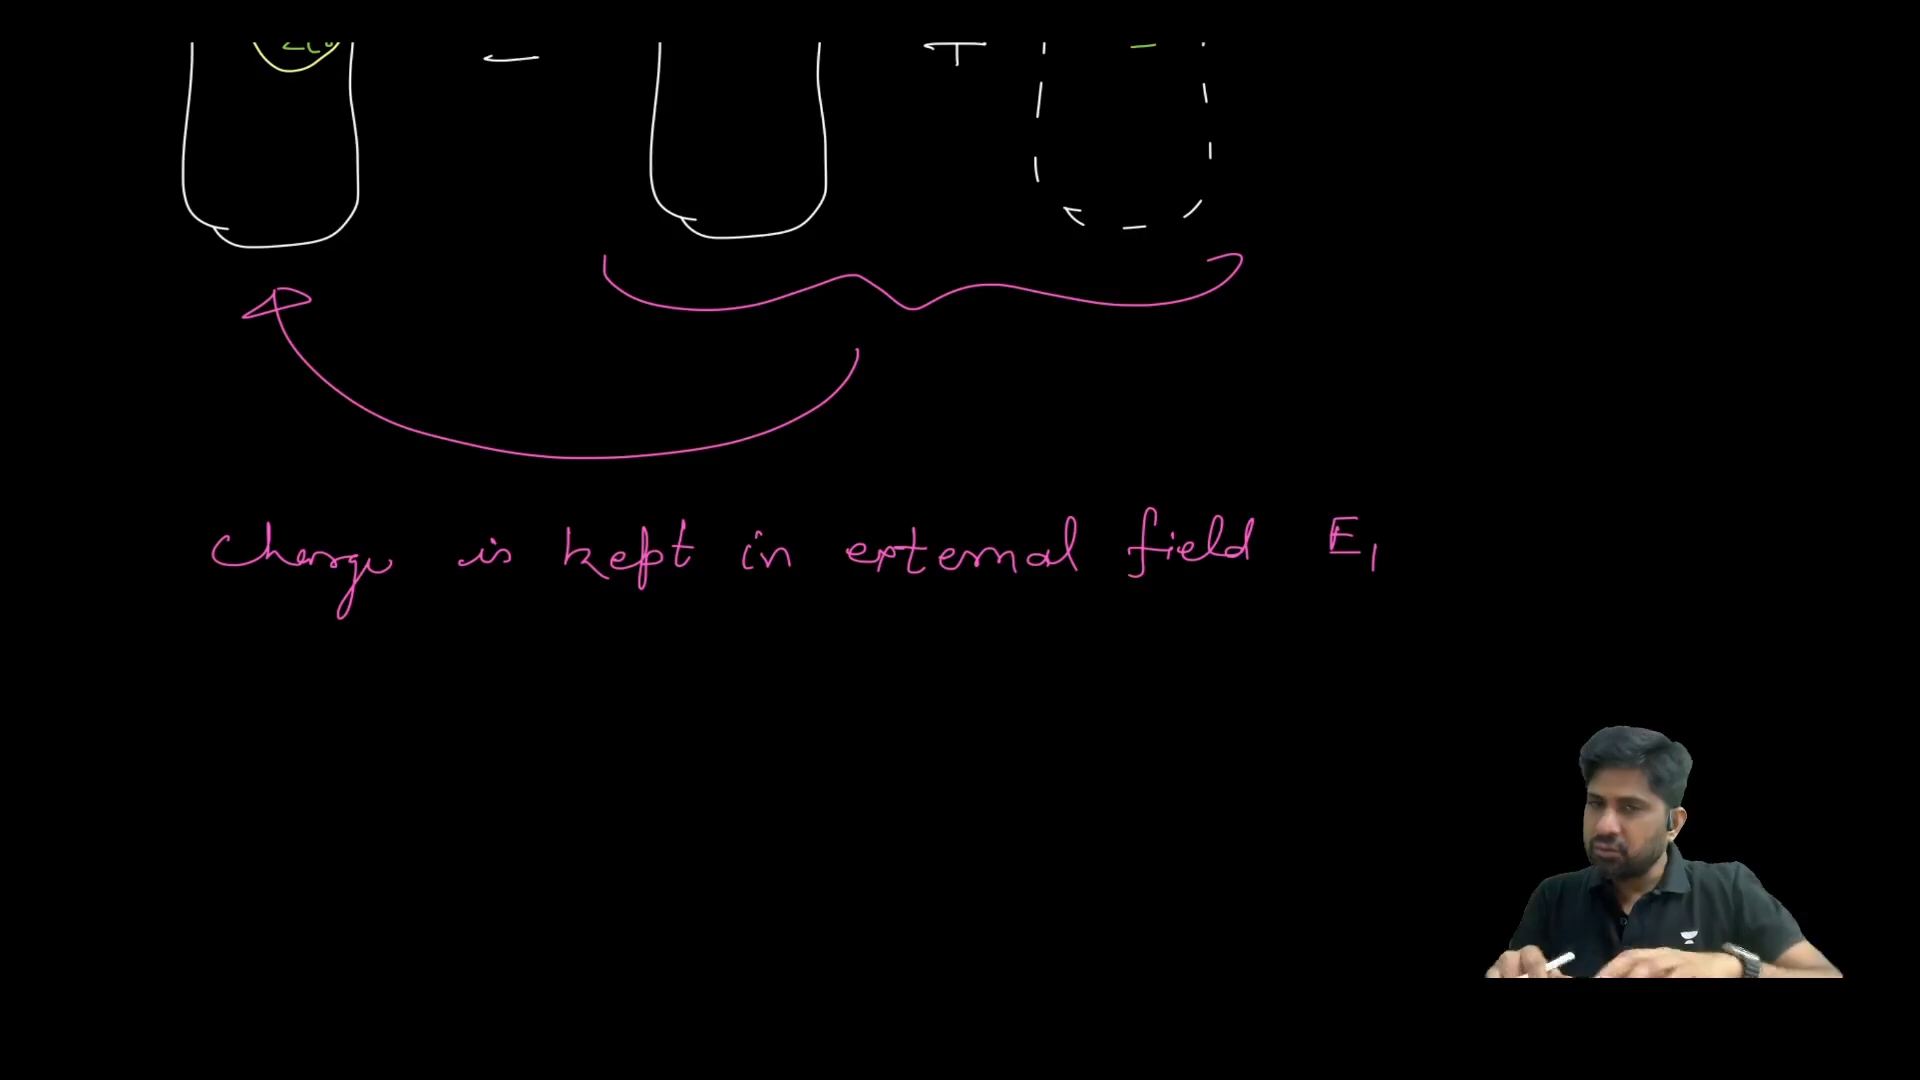 Charge is kept in external field E₁